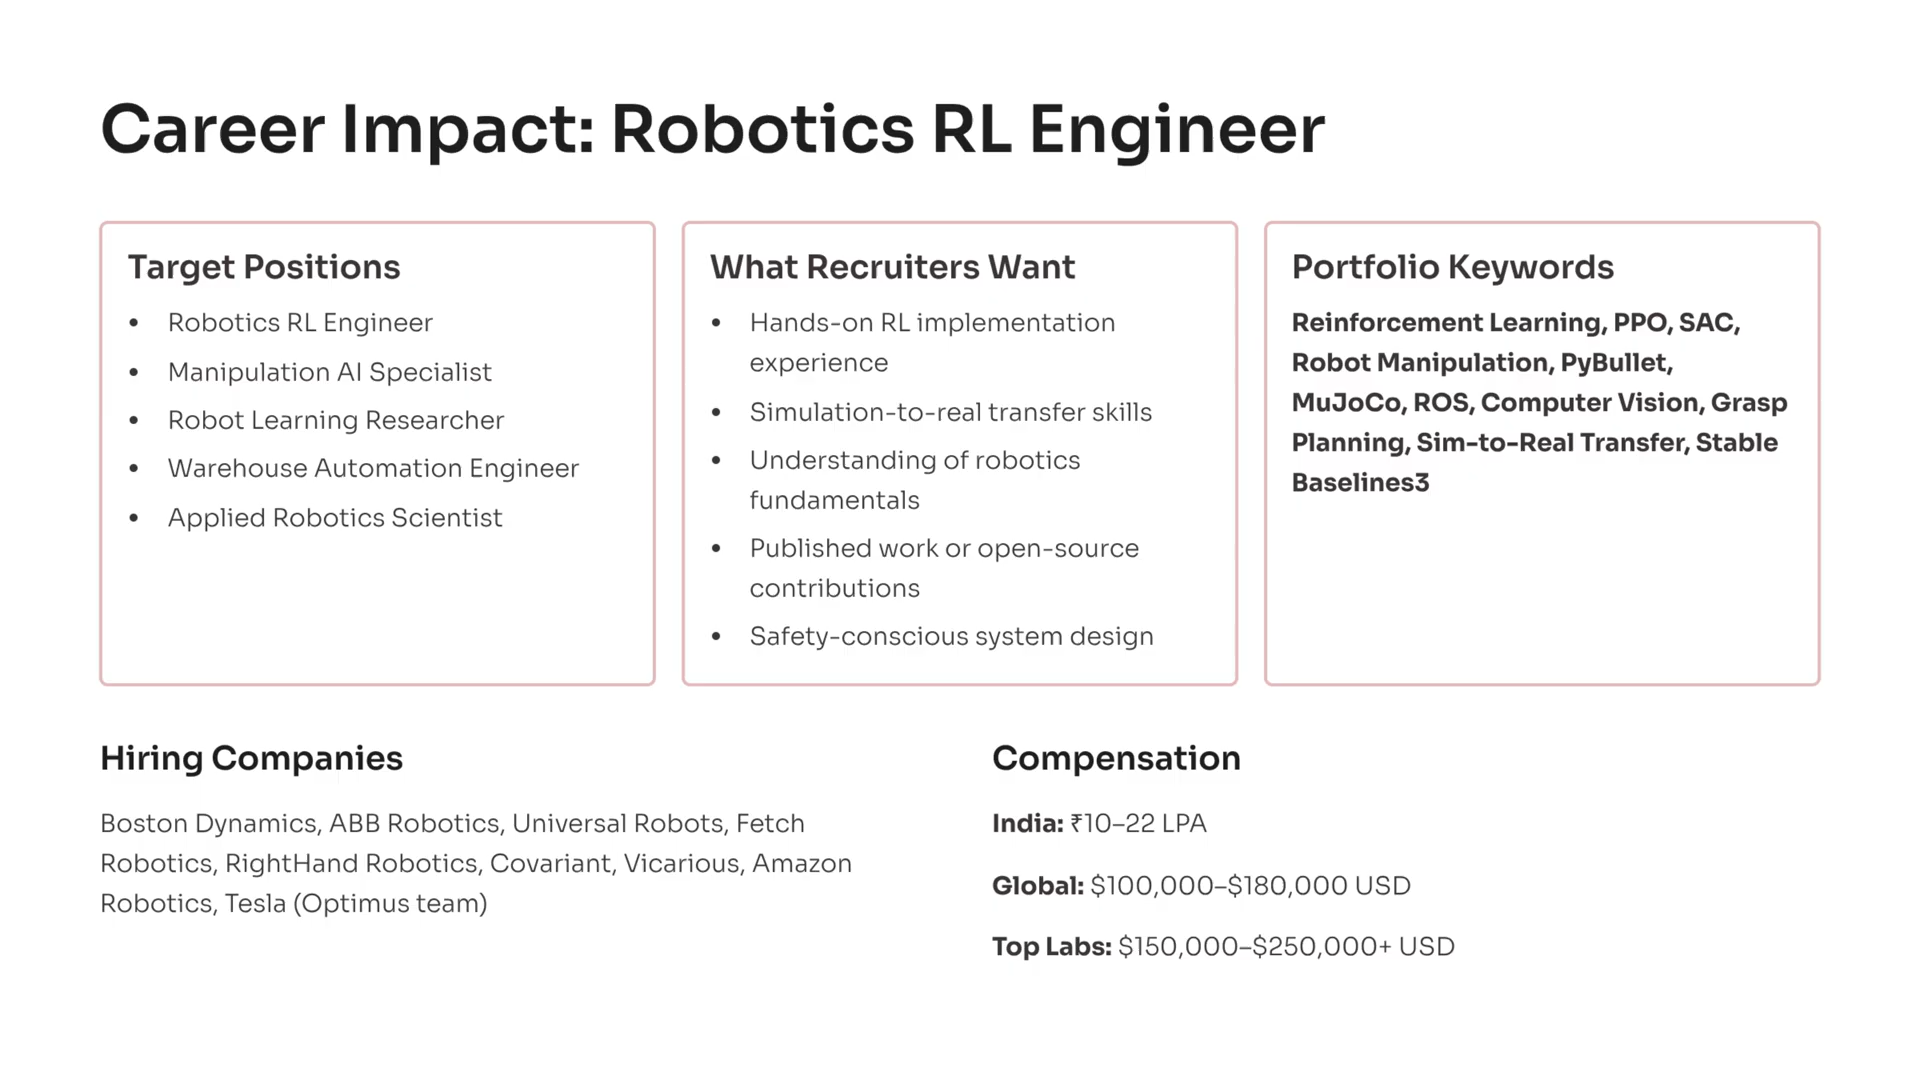 Career Impact: Robotics RL Engineer
Target Positions
• Robotics RL Engineer
• Manipulation AI Specialist
• Robot Learning Researcher
• Warehouse Automation Engineer
• Applied Robotics Scientist
What Recruiters Want
• Hands-on RL implementation
experience
• Simulation-to-real transfer skills
• Understanding of robotics
fundamentals
• Published work or open-source
contributions
• Safety-conscious system design
Portfolio Keywords
Reinforcement Learning, PPO, SAC,
Robot Manipulation, PyBullet,
MuJoCo, ROS, Computer Vision, Grasp
Planning, Sim-to-Real Transfer, Stable
Baselines3
Hiring Companies
Boston Dynamics, ABB Robotics, Universal Robots, Fetch
Robotics, RightHand Robotics, Covariant, Vicarious, Amazon
Robotics, Tesla (Optimus team)
Compensation
India: ₹10–22 LPA
Global: $100,000–$180,000 USD
Top Labs: $150,000–$250,000+ USD